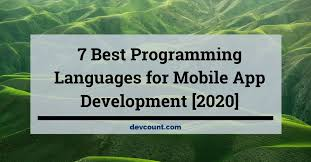 7 Best Programming
Languages for Mobile App
Development [2020]
devcount.com